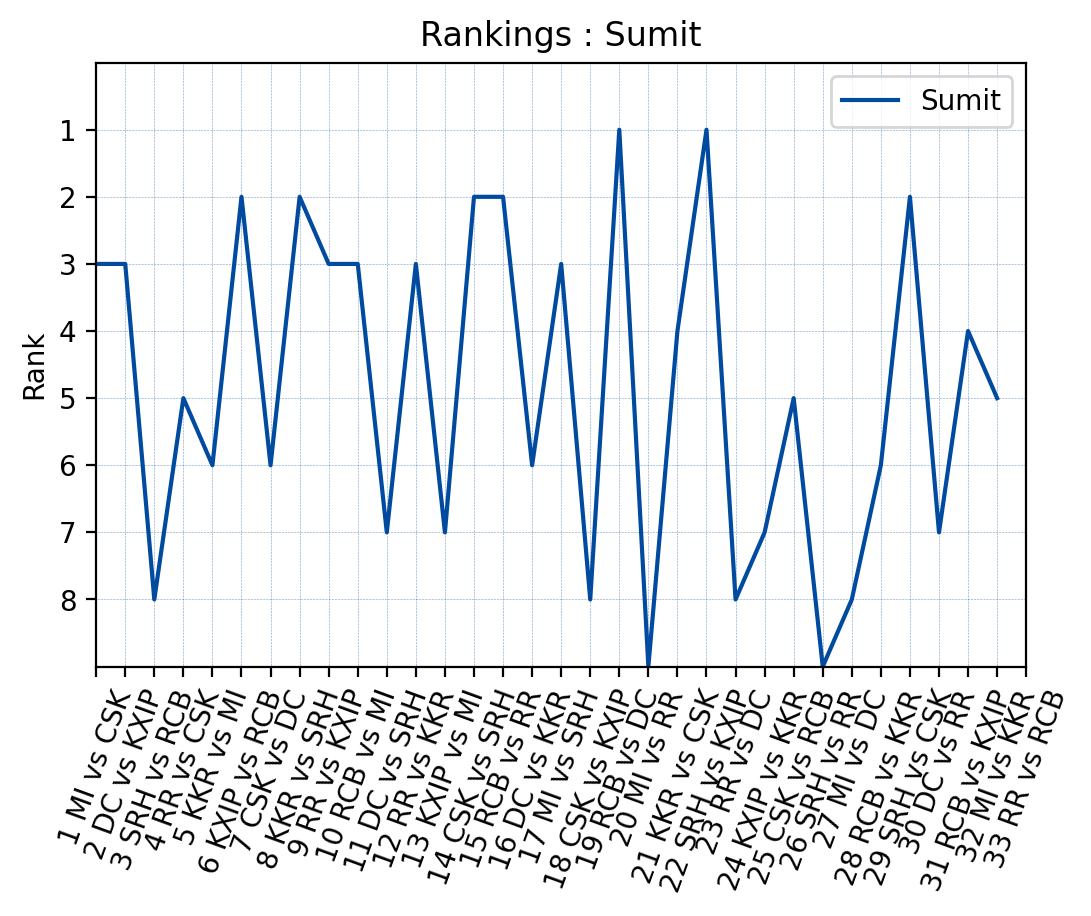 Rankings : Sumit
Sumit
Rank
1
2
3
4
5
6
7
8
1 MI vs CSK
2 DC vs KXIP
3 SRH vs RCB
4 RR vs CSK
5 KKR vs MI
6 KXIP vs RCB
7 CSK vs DC
8 KKR vs SRH
9 RR vs KXIP
10 RCB vs MI
11 DC vs SRH
12 RR vs KKR
13 KXIP vs MI
14 CSK vs SRH
15 RCB vs RR
16 DC vs KKR
17 MI vs SRH
18 CSK vs KXIP
19 RCB vs DC
20 MI vs RR
21 KKR vs CSK
22 SRH vs KXIP
23 RR vs DC
24 KXIP vs KKR
25 CSK vs RCB
26 SRH vs RR
27 MI vs DC
28 RCB vs KKR
29 SRH vs CSK
30 DC vs RR
31 RCB vs KXIP
32 MI vs KKR
33 RR vs RCB